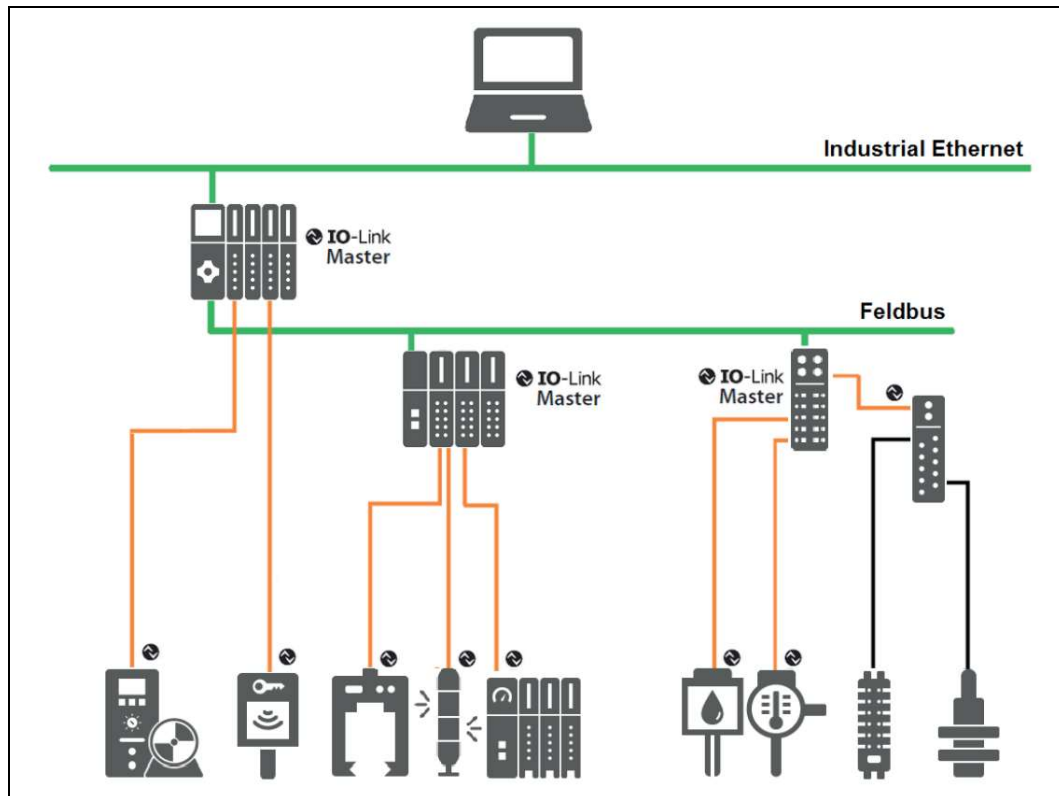 Industrial Ethernet
IO-Link
Master
Feldbus
IO-Link
Master
IO-Link
Master